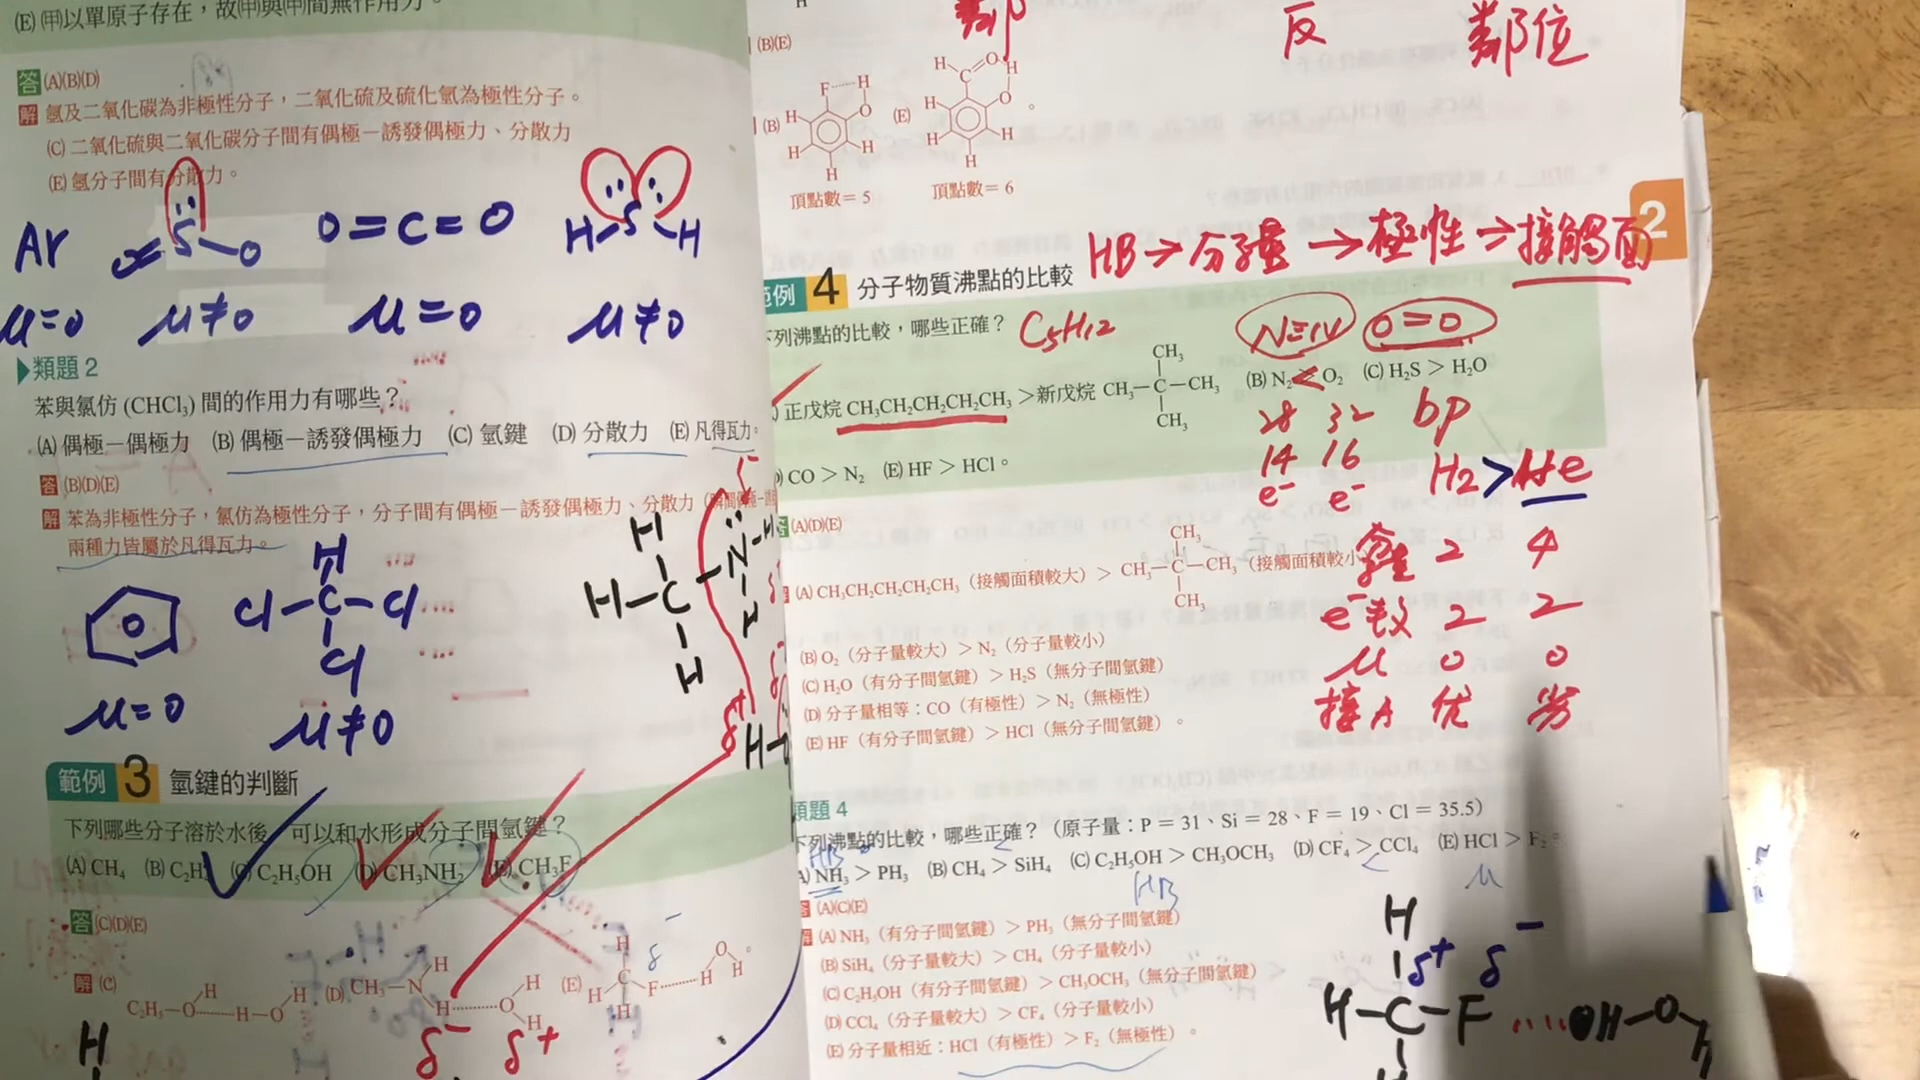 (E) ㈲以單原子存在，故㈲與㈲間無作用力。
答 (A)(B)(D)
解 氬及二氧化碳為非極性分子，二氧化硫及硫化氫為極性分子。
(C) 二氧化硫與二氧化碳分子間有偶極－誘發偶極力、分散力
(E) 氬分子間有分散力。
Ar
O=S-O
O=C=O
H-S-H
μ=0
μ≠0
μ=0
μ≠0
類題 2
苯與氯仿 (CHCl₃) 間的作用力有哪些？
(A) 偶極－偶極力 (B) 偶極－誘發偶極力 (C) 氫鍵 (D) 分散力 (E) 凡得瓦力。
答 (B)(D)(E)
解 苯為非極性分子，氯仿為極性分子，分子間有偶極－誘發偶極力、分散力
兩種力皆屬於凡得瓦力。
H
Cl-C-Cl
Cl
μ=0
μ≠0
H
H-C-N-H
H
H
δ⁺
H
範例 3 氫鍵的判斷
下列哪些分子溶於水後，可以和水形成分子間氫鍵？
(A) CH₄ (B) C₂H₂ (C) C₂H₅OH (D) CH₃NH₂ (E) CH₃F。
答 (C)(D)(E)
解 (C) C₂H₅-O H H-O H
(D) CH₃-N H H O H H
(E) H H C F H H O H 。
δ⁻ δ⁺
δ⁻
H
鄰
反
鄰位
(B)(E)
(B) F H O H H H H
頂點數＝5
(E) H C O H O H H H H 。
頂點數＝6
2
HB→分子量→極性→接觸面
範例 4 分子物質沸點的比較
下列沸點的比較，哪些正確？
C₅H₁₂
N≡N
O=O
正戊烷 CH₃CH₂CH₂CH₂CH₃ ＞新戊烷 CH₃-C-CH₃ (B) N₂ > O₂ (C) H₂S > H₂O
CH₃
CH₃
<
28 32 bp
(D) CO > N₂ (E) HF > HCl。
14 16 H₂>He
e⁻ e⁻
答 (A)(D)(E)
(A) CH₃CH₂CH₂CH₂CH₃（接觸面積較大）＞ CH₃-C-CH₃（接觸面積較小
CH₃
CH₃
(B) O₂（分子量較大）＞ N₂（分子量較小）
(C) H₂O（有分子間氫鍵）＞ H₂S（無分子間氫鍵）
(D) 分子量相等：CO（有極性）＞ N₂（無極性）
(E) HF（有分子間氫鍵）＞ HCl（無分子間氫鍵）。
2 4
e⁻數 2 2
μ 0 0
接A 优 劣
類題 4
下列沸點的比較，哪些正確？（原子量：P = 31、Si = 28、F = 19、Cl = 35.5）
(A) NH₃ > PH₃ (B) CH₄ > SiH₄ (C) C₂H₅OH > CH₃OCH₃ (D) CF₄ > CCl₄ (E) HCl > F₂。
HB
<
HB
<
μ
答 (A)(C)(E)
解 (A) NH₃（有分子間氫鍵）＞ PH₃（無分子間氫鍵）
(B) SiH₄（分子量較大）＞ CH₄（分子量較小）
(C) C₂H₅OH（有分子間氫鍵）＞ CH₃OCH₃（無分子間氫鍵）
(D) CCl₄（分子量較大）＞ CF₄（分子量較小）
(E) 分子量相近：HCl（有極性）＞ F₂（無極性）。
H
δ⁺ δ⁻
H-C-F OH-O
H